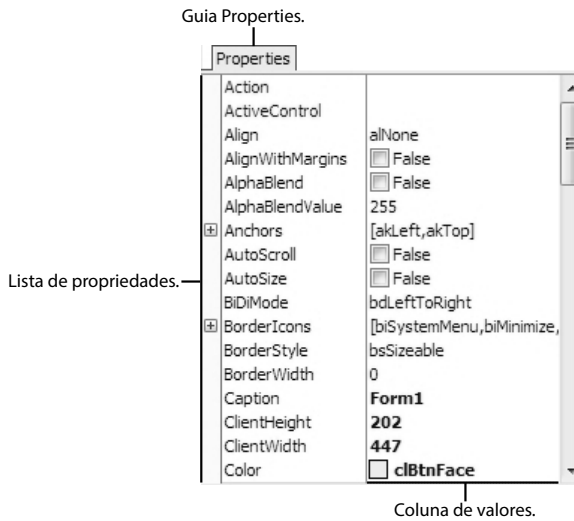 Guia Properties.
Properties
Action
ActiveControl
Align alNone
AlignWithMargins False
AlphaBlend False
AlphaBlendValue 255
Anchors [akLeft,akTop]
AutoScroll False
Lista de propriedades.
AutoSize False
BiDiMode bdLeftToRight
BorderIcons [biSystemMenu,biMinimize,
BorderStyle bsSizeable
BorderWidth 0
Caption Form1
ClientHeight 202
ClientWidth 447
Color clBtnFace
Coluna de valores.